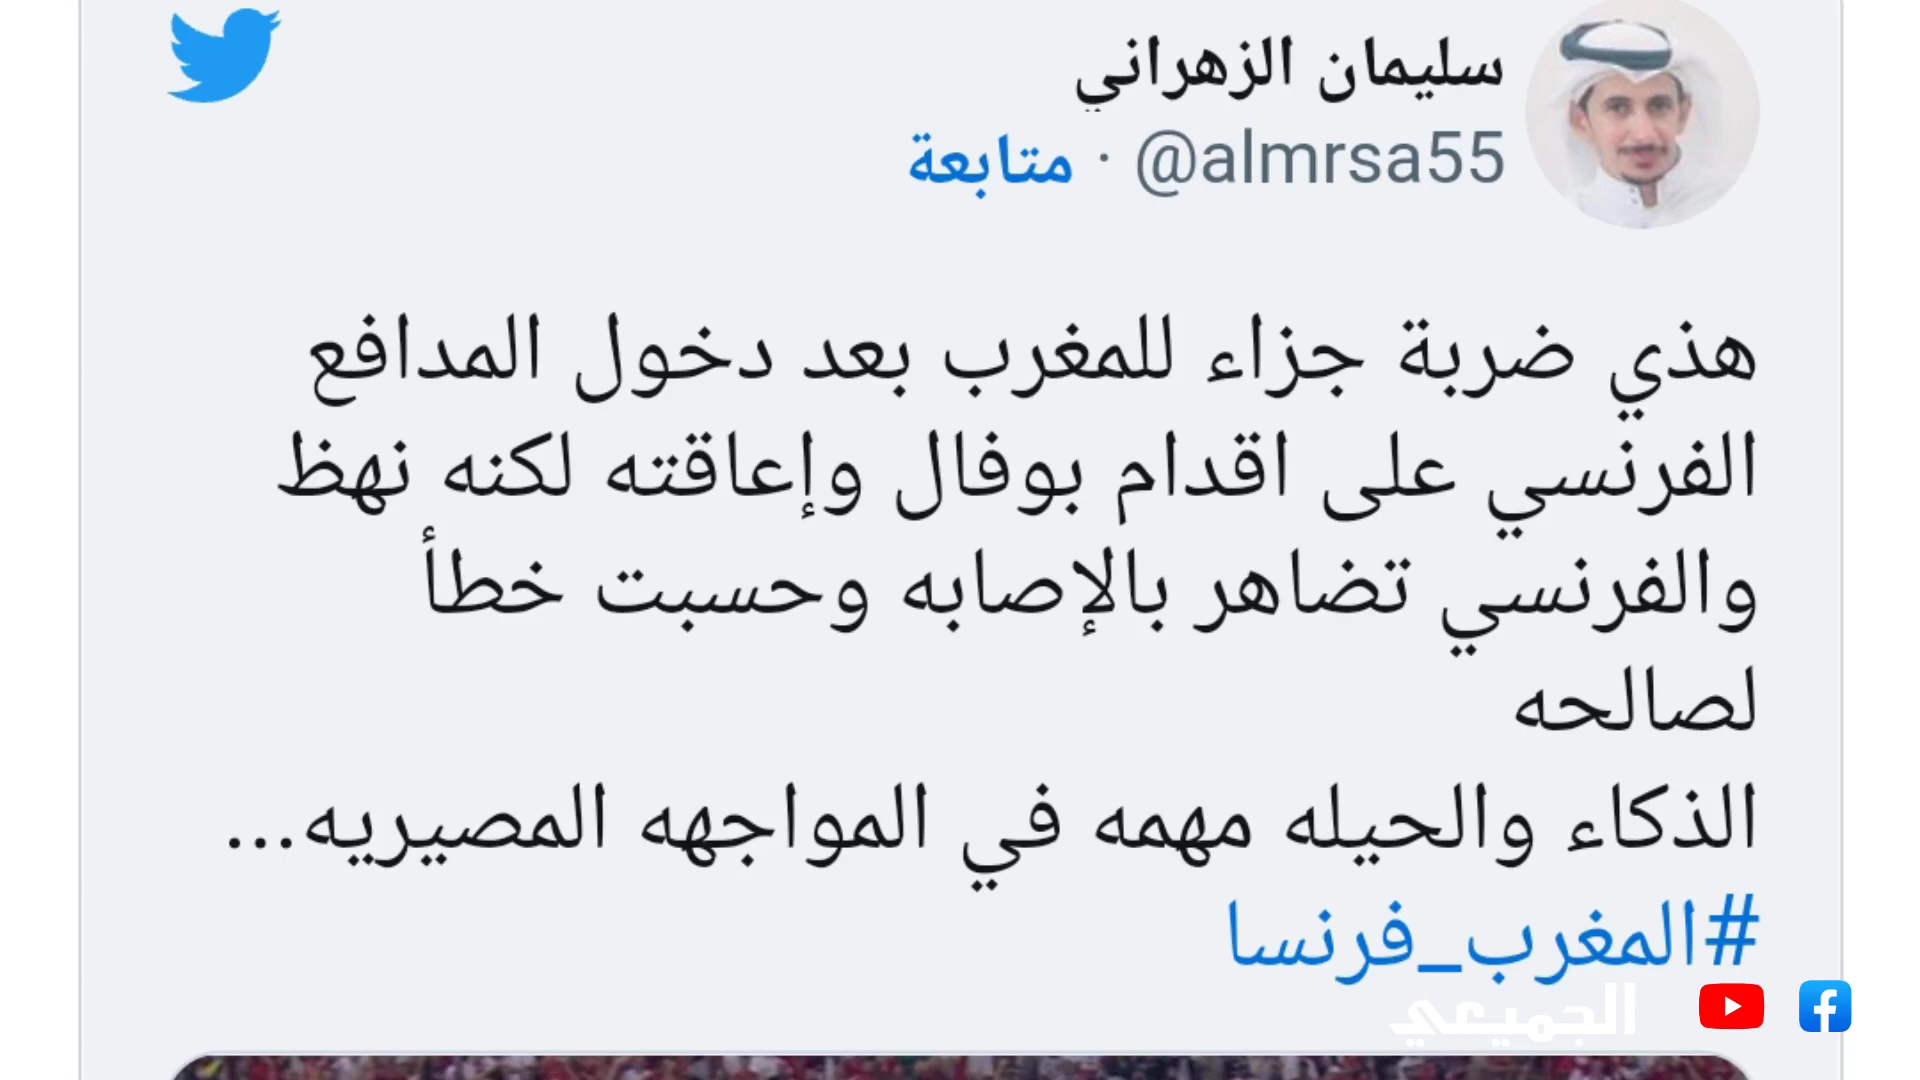 سليمان الزهراني
@almrsa55 · متابعة
هذي ضربة جزاء للمغرب بعد دخول المدافع
الفرنسي على اقدام بوفال وإعاقته لكنه نهظ
والفرنسي تضاهر بالإصابه وحسبت خطأ
لصالحه
الذكاء والحيله مهمه في المواجهه المصيريه...
#المغرب_فرنسا
الجميعي